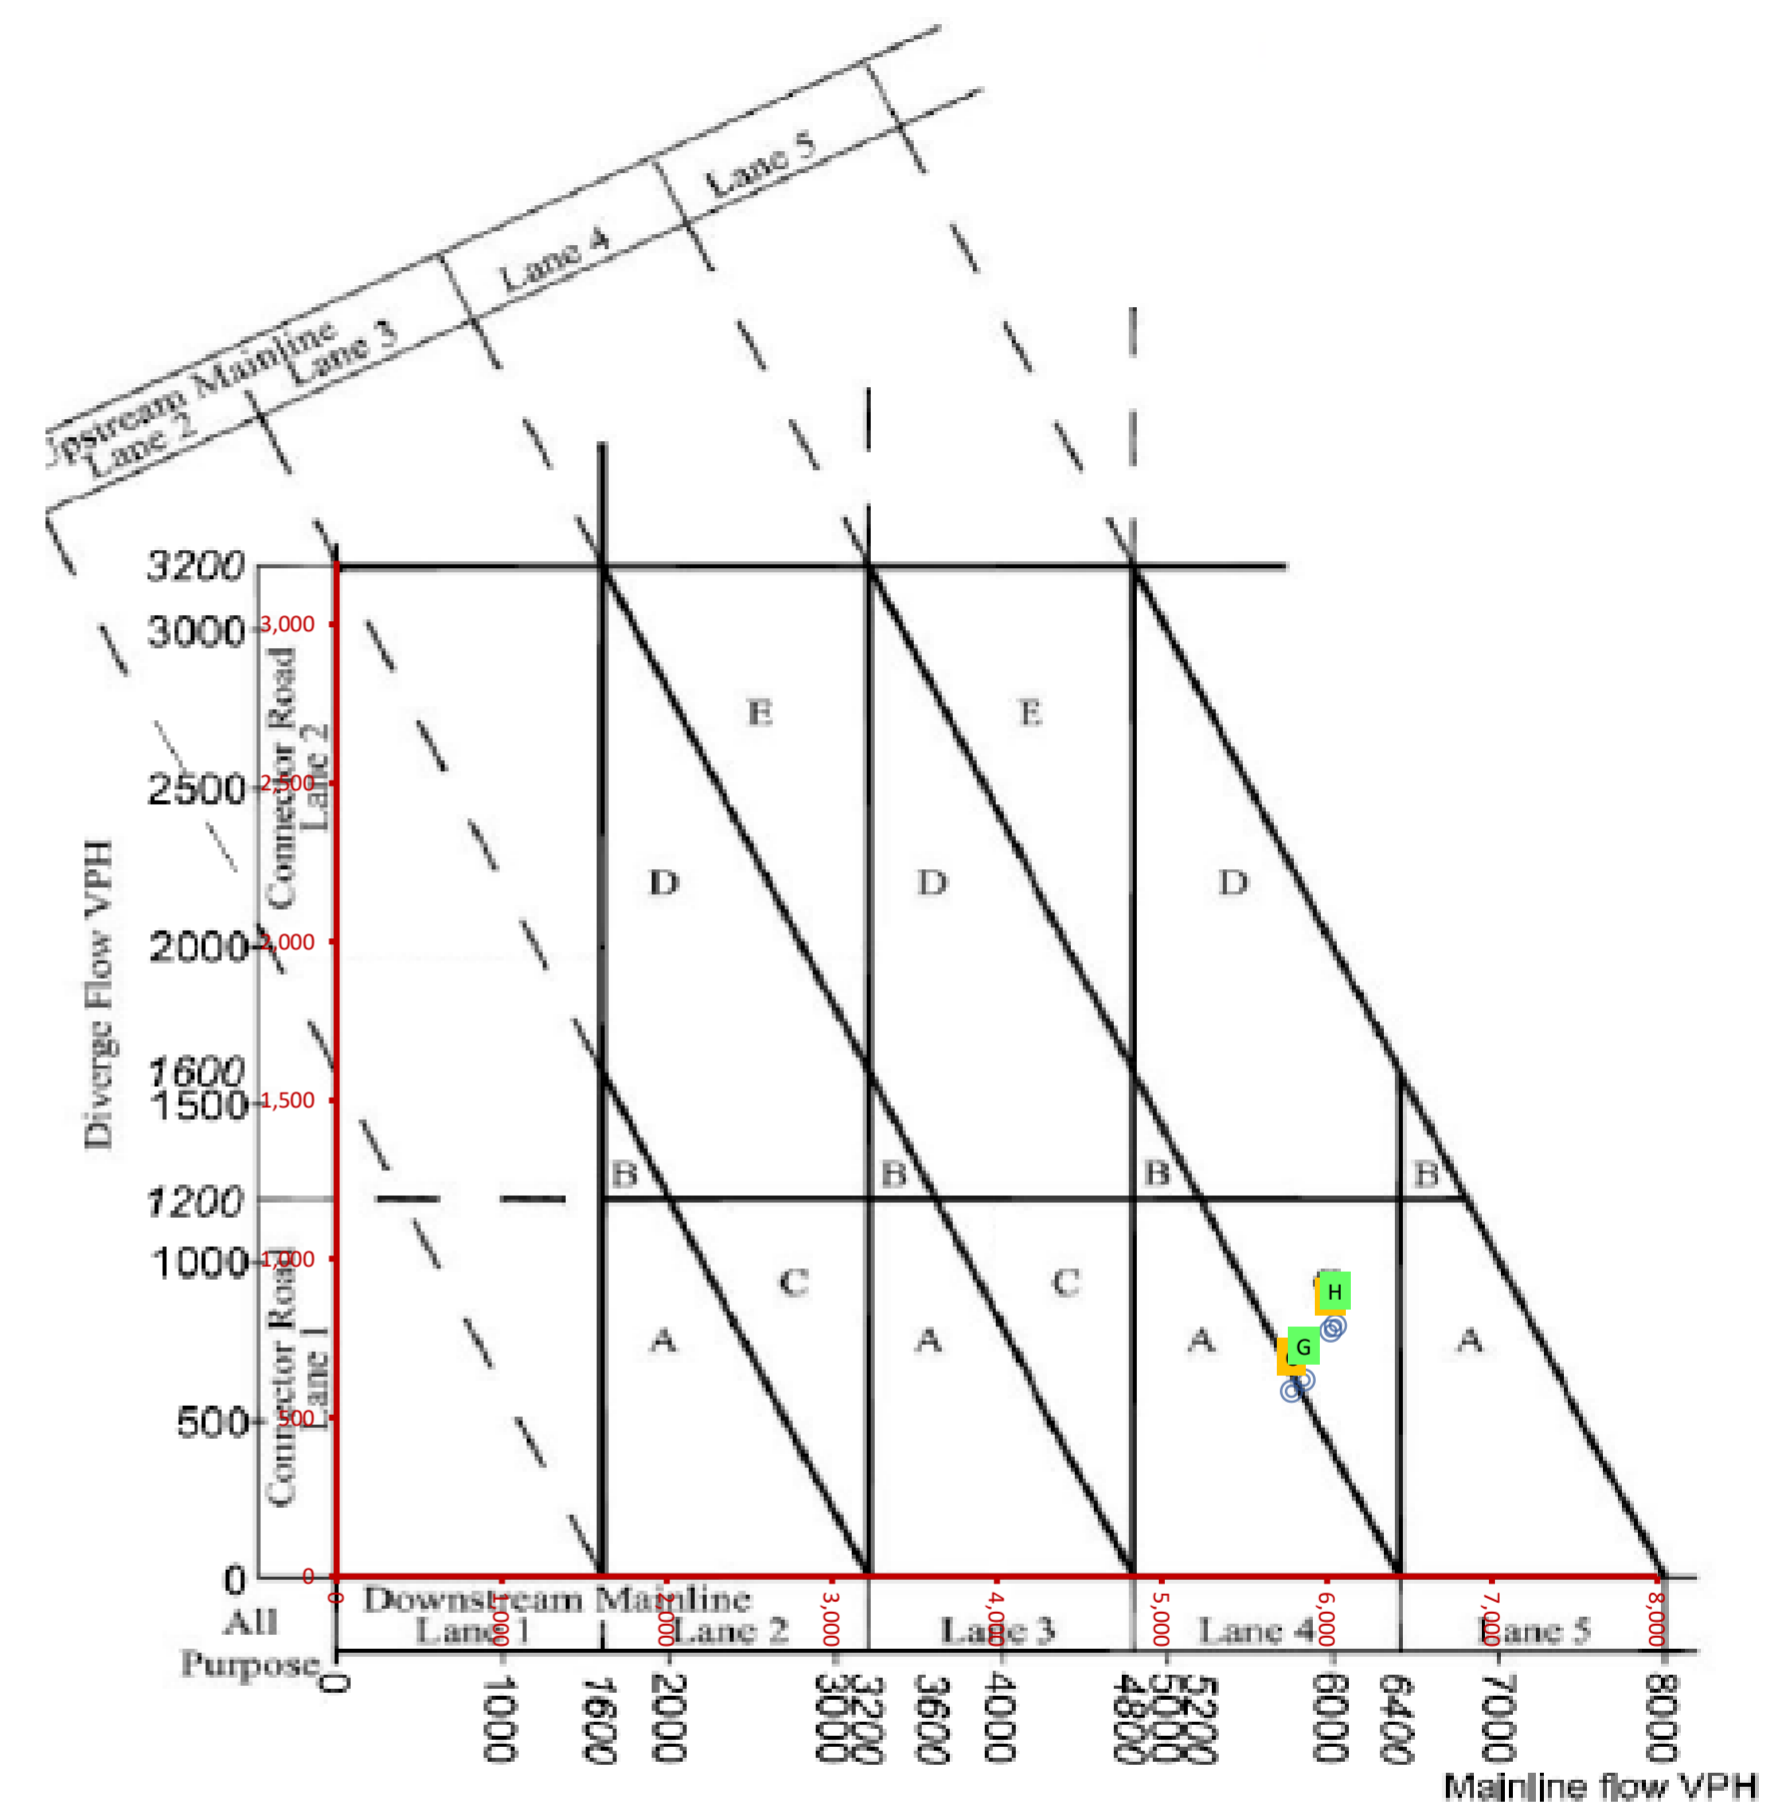 Lane 5
Lane 4
Upstream Mainline
Lane 3
Lane 2
3200
3000
3,000
2500
2,500
2000
2,000
1600
1500
1,500
1200
1000
1,000
500
500
0
0
Diverge Flow VPH
Connector Road
Lane 2
Connector Road
Lane 1
E
E
D
D
D
B
B
B
B
C
C
H
A
A
A
G
A
All
Purpose
Downstream Mainline
Lane 1
Lane 2
Lane 3
Lane 4
Lane 5
0
1,000
2,000
3,000
4,000
5,000
6,000
7,000
8,000
0
1000
1600
2000
3000
3200
3600
4000
4800
5000
5200
6000
6400
7000
8000
Mainline flow VPH